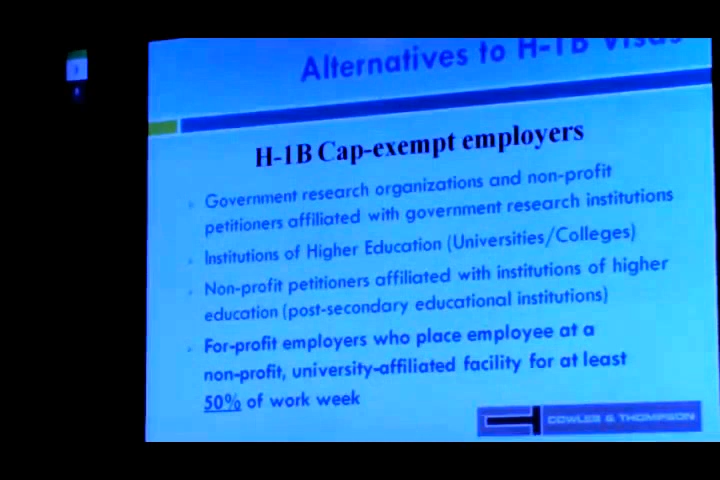 Alternatives to H-1B Visas
H-1B Cap-exempt employers
Government research organizations and non-profit
petitioners affiliated with government research institutions
Institutions of Higher Education (Universities/Colleges)
Non-profit petitioners affiliated with institutions of higher
education (post-secondary educational institutions)
For-profit employers who place employee at a
non-profit, university-affiliated facility for at least
50% of work week
COWLES & THOMPSON